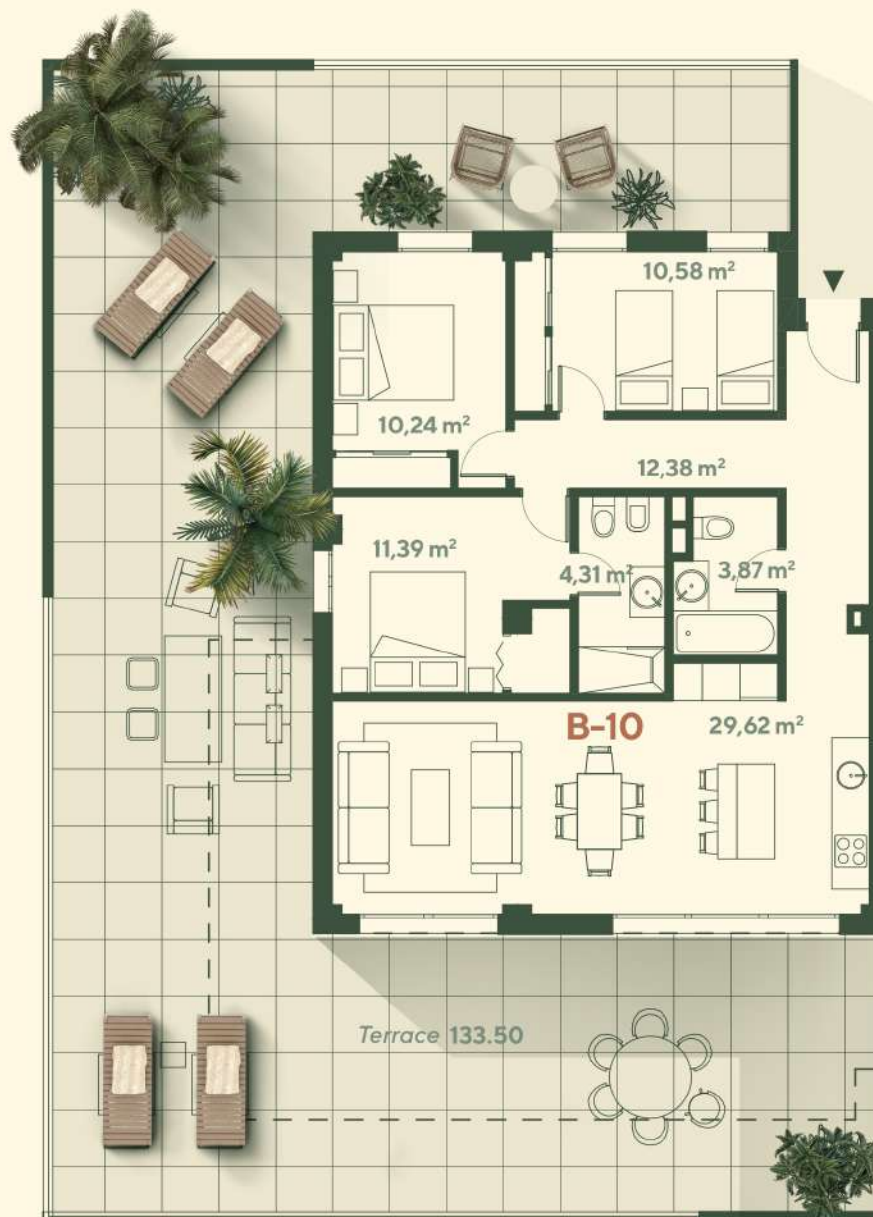 10,58 m²
10,24 m²
12,38 m²
11,39 m²
4,31 m²
3,87 m²
B-10
29,62 m²
Terrace 133.50